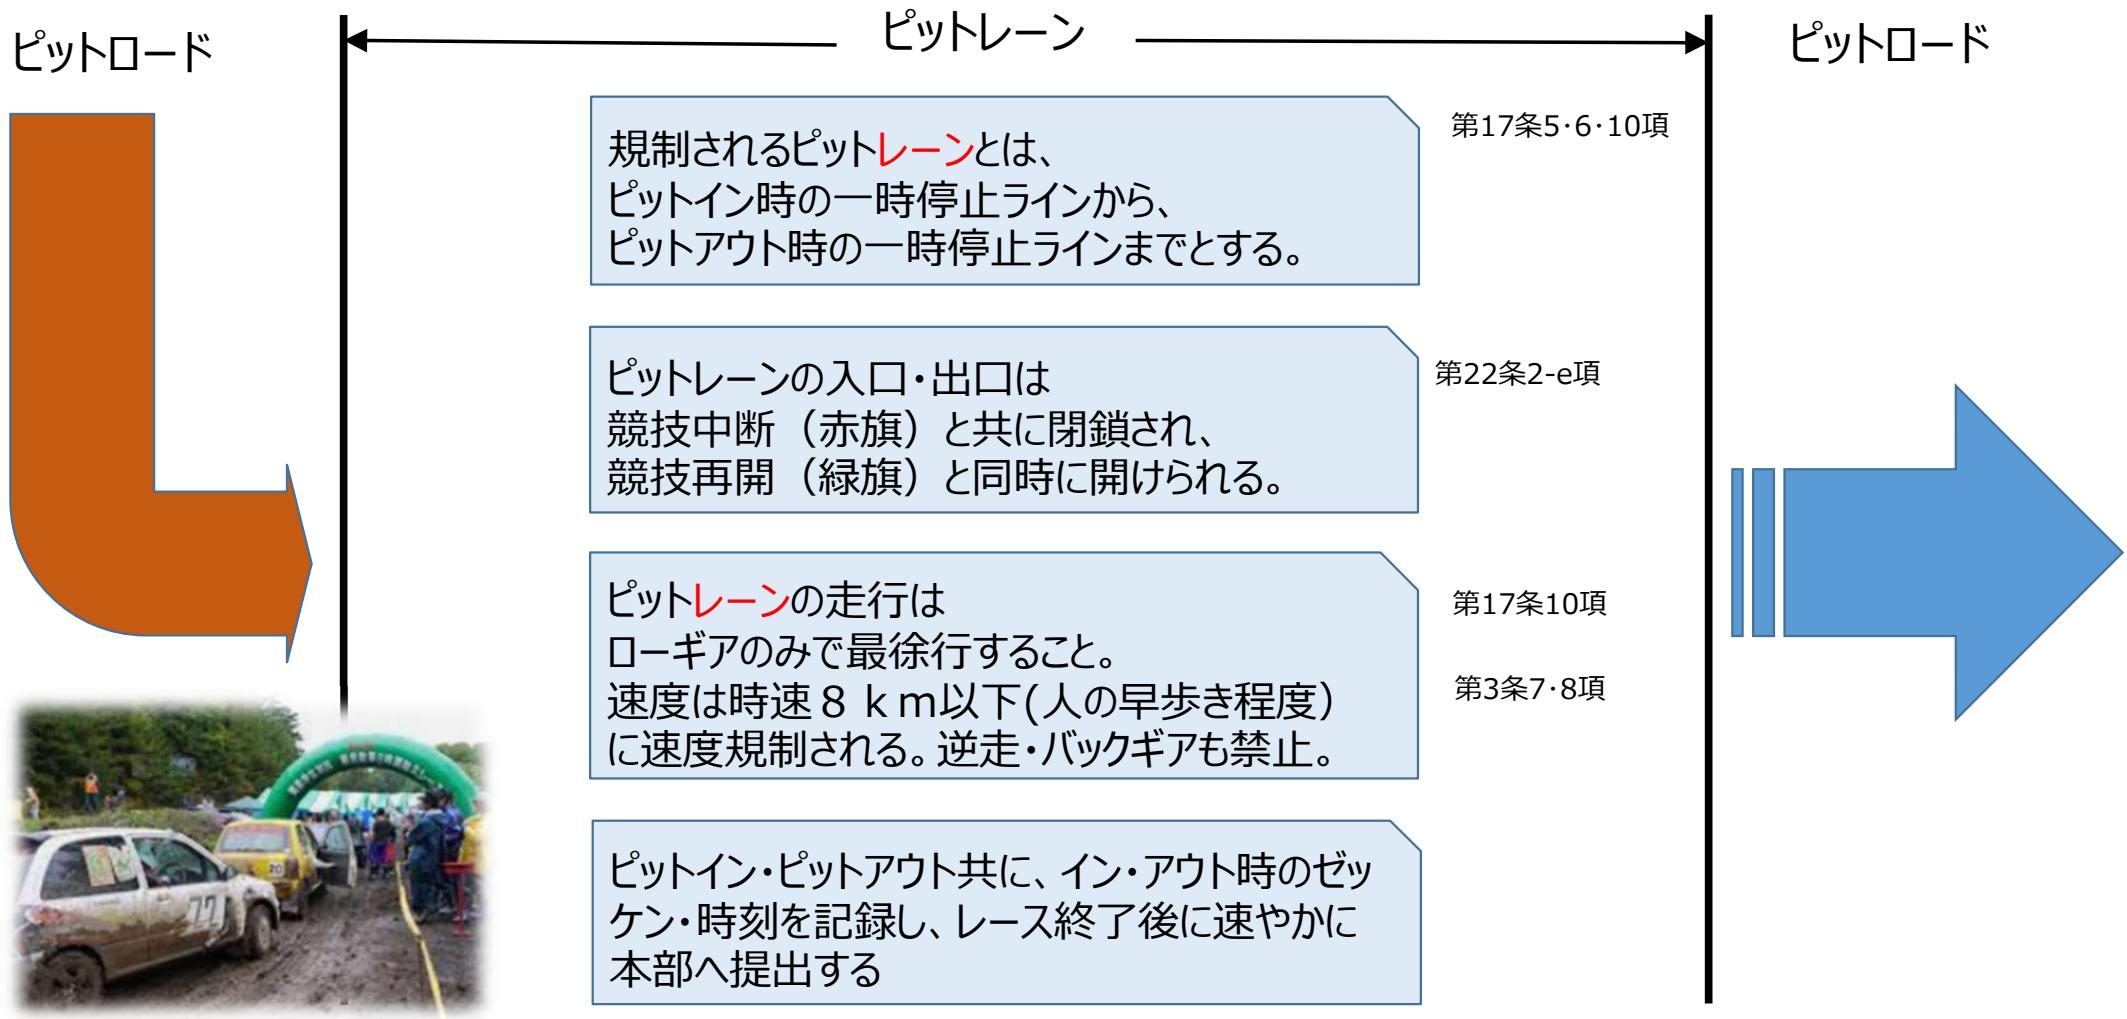 ピットロード
ピットレーン
ピットロード
規制されるピットレーンとは、
ピットイン時の一時停止ラインから、
ピットアウト時の一時停止ラインまでとする。
第17条5・6・10項
ピットレーンの入口・出口は
競技中断（赤旗）と共に閉鎖され、
競技再開（緑旗）と同時に開けられる。
第22条2-e項
ピットレーンの走行は
ローギアのみで最徐行すること。
速度は時速８ｋｍ以下(人の早歩き程度）
に速度規制される。逆走・バックギアも禁止。
第17条10項
第3条7・8項
ピットイン・ピットアウト共に、イン・アウト時のゼッ
ケン・時刻を記録し、レース終了後に速やかに
本部へ提出する
77
20